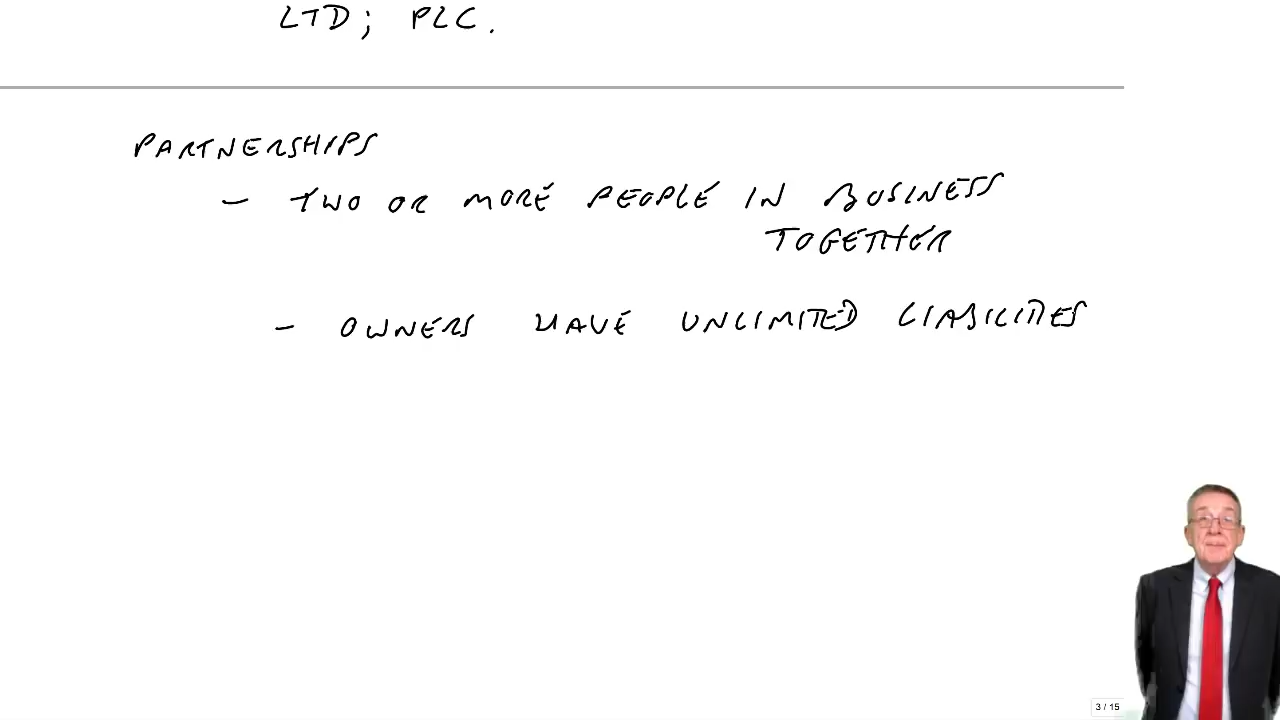 LTD; PLC.
PARTNERSHIPS
- TWO OR MORE PEOPLE IN BUSINESS
TOGETHER
- OWNERS HAVE UNLIMITED LIABILITIES
3 / 15